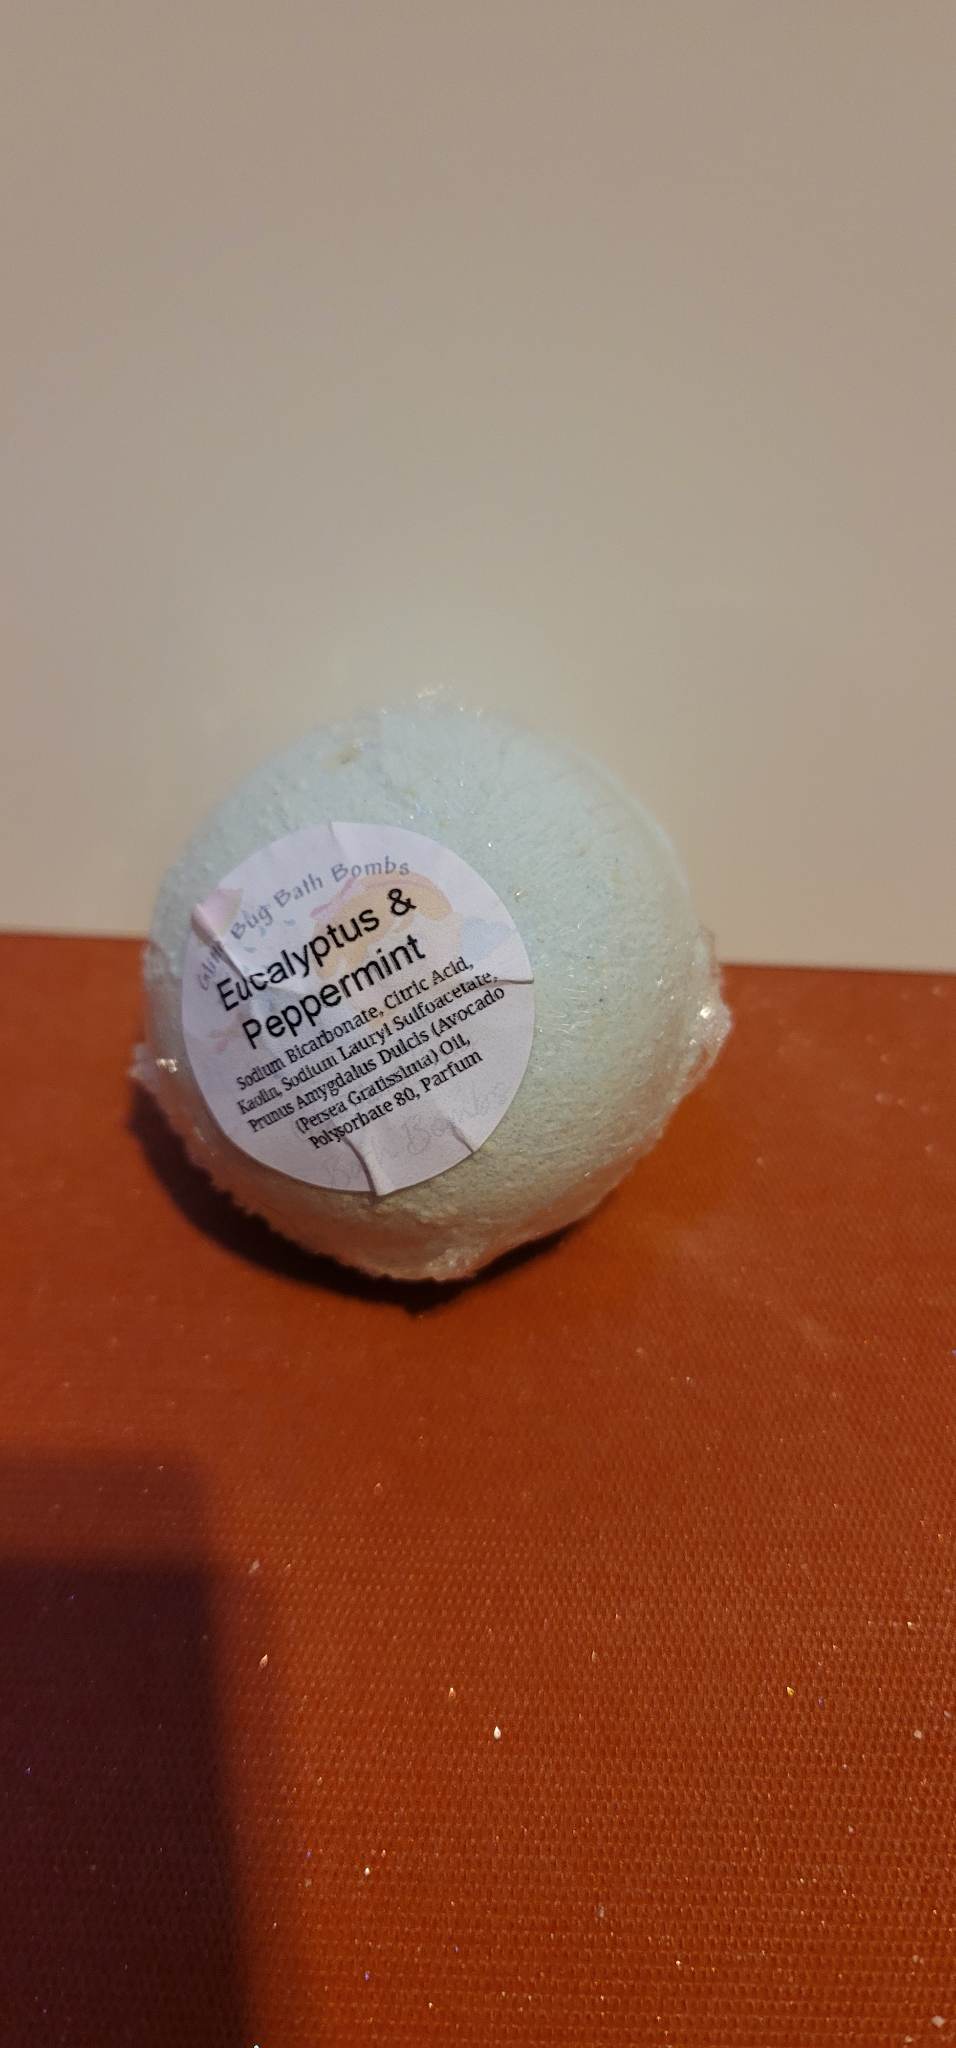 Bug Bath Bombs
Eucalyptus &
Peppermint
Sodium Bicarbonate, Citric Acid,
Kaolin, Sodium Lauryl Sulfoacetate,
Prunus Amygdalus Dulcis (Avocado
(Persea Gratissima) Oil,
Polysorbate 80, Parfum